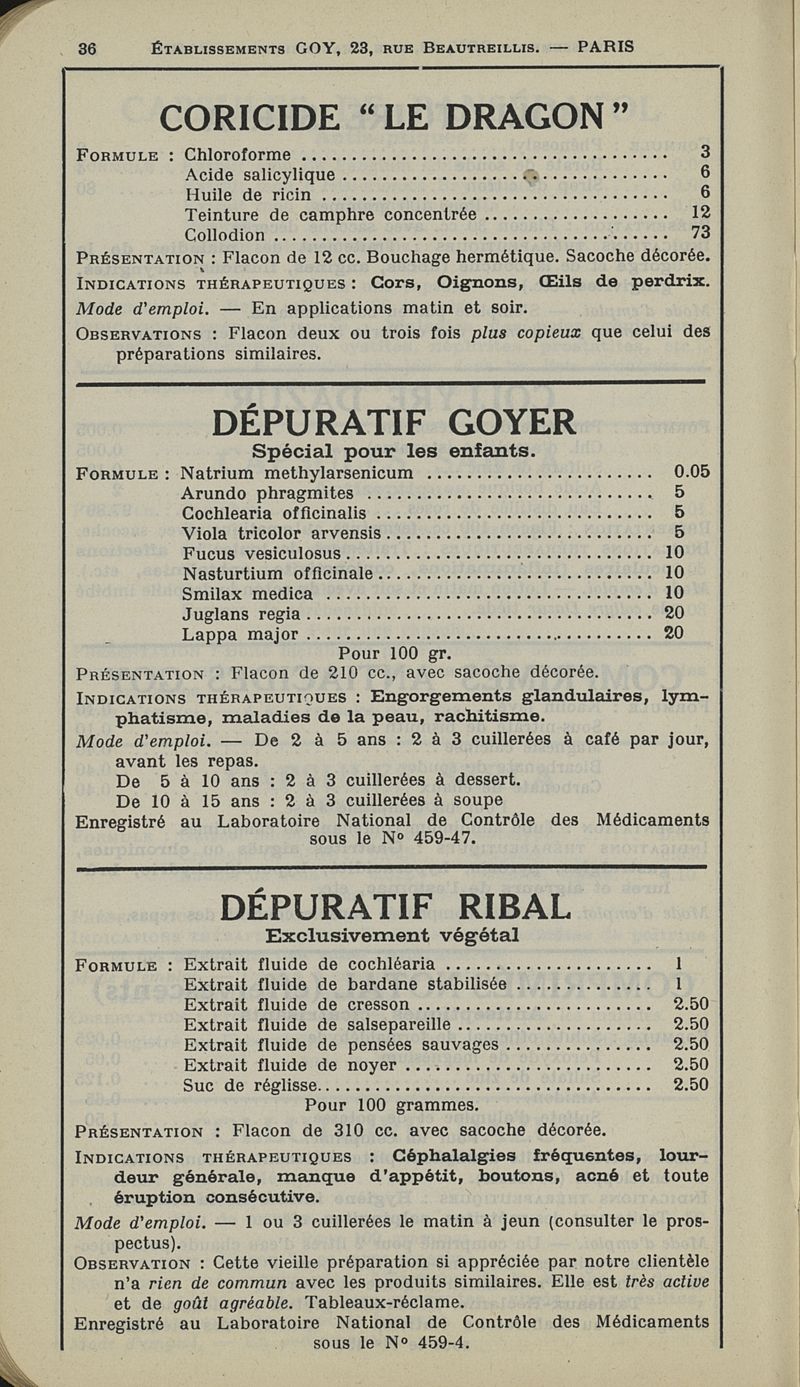 36 ÉTABLISSEMENTS GOY, 23, RUE BEAUTREILLIS. — PARIS
CORICIDE “LE DRAGON”
FORMULE : Chloroforme ........ 3
Acide salicylique ........ 6
Huile de ricin ........ 6
Teinture de camphre concentrée ........ 12
Collodion ........ 73
PRÉSENTATION : Flacon de 12 cc. Bouchage hermétique. Sacoche décorée.
INDICATIONS THÉRAPEUTIQUES : Cors, Oignons, Œils de perdrix.
Mode d'emploi. — En applications matin et soir.
OBSERVATIONS : Flacon deux ou trois fois plus copieux que celui des
préparations similaires.
DÉPURATIF GOYER
Spécial pour les enfants.
FORMULE : Natrium methylarsenicum ........ 0.05
Arundo phragmites ........ 5
Cochlearia officinalis ........ 5
Viola tricolor arvensis ........ 5
Fucus vesiculosus ........ 10
Nasturtium officinale ........ 10
Smilax medica ........ 10
Juglans regia ........ 20
Lappa major ........ 20
Pour 100 gr.
PRÉSENTATION : Flacon de 210 cc., avec sacoche décorée.
INDICATIONS THÉRAPEUTIQUES : Engorgements glandulaires, lym-
phatisme, maladies de la peau, rachitisme.
Mode d'emploi. — De 2 à 5 ans : 2 à 3 cuillerées à café par jour,
avant les repas.
De 5 à 10 ans : 2 à 3 cuillerées à dessert.
De 10 à 15 ans : 2 à 3 cuillerées à soupe
Enregistré au Laboratoire National de Contrôle des Médicaments
sous le N° 459-47.
DÉPURATIF RIBAL
Exclusivement végétal
FORMULE : Extrait fluide de cochléaria ........ 1
Extrait fluide de bardane stabilisée ........ 1
Extrait fluide de cresson ........ 2.50
Extrait fluide de salsepareille ........ 2.50
Extrait fluide de pensées sauvages ........ 2.50
Extrait fluide de noyer ........ 2.50
Suc de réglisse ........ 2.50
Pour 100 grammes.
PRÉSENTATION : Flacon de 310 cc. avec sacoche décorée.
INDICATIONS THÉRAPEUTIQUES : Céphalalgies fréquentes, lour-
deur générale, manque d'appétit, boutons, acné et toute
éruption consécutive.
Mode d'emploi. — 1 ou 3 cuillerées le matin à jeun (consulter le pros-
pectus).
OBSERVATION : Cette vieille préparation si appréciée par notre clientèle
n'a rien de commun avec les produits similaires. Elle est très active
et de goût agréable. Tableaux-réclame.
Enregistré au Laboratoire National de Contrôle des Médicaments
sous le N° 459-4.